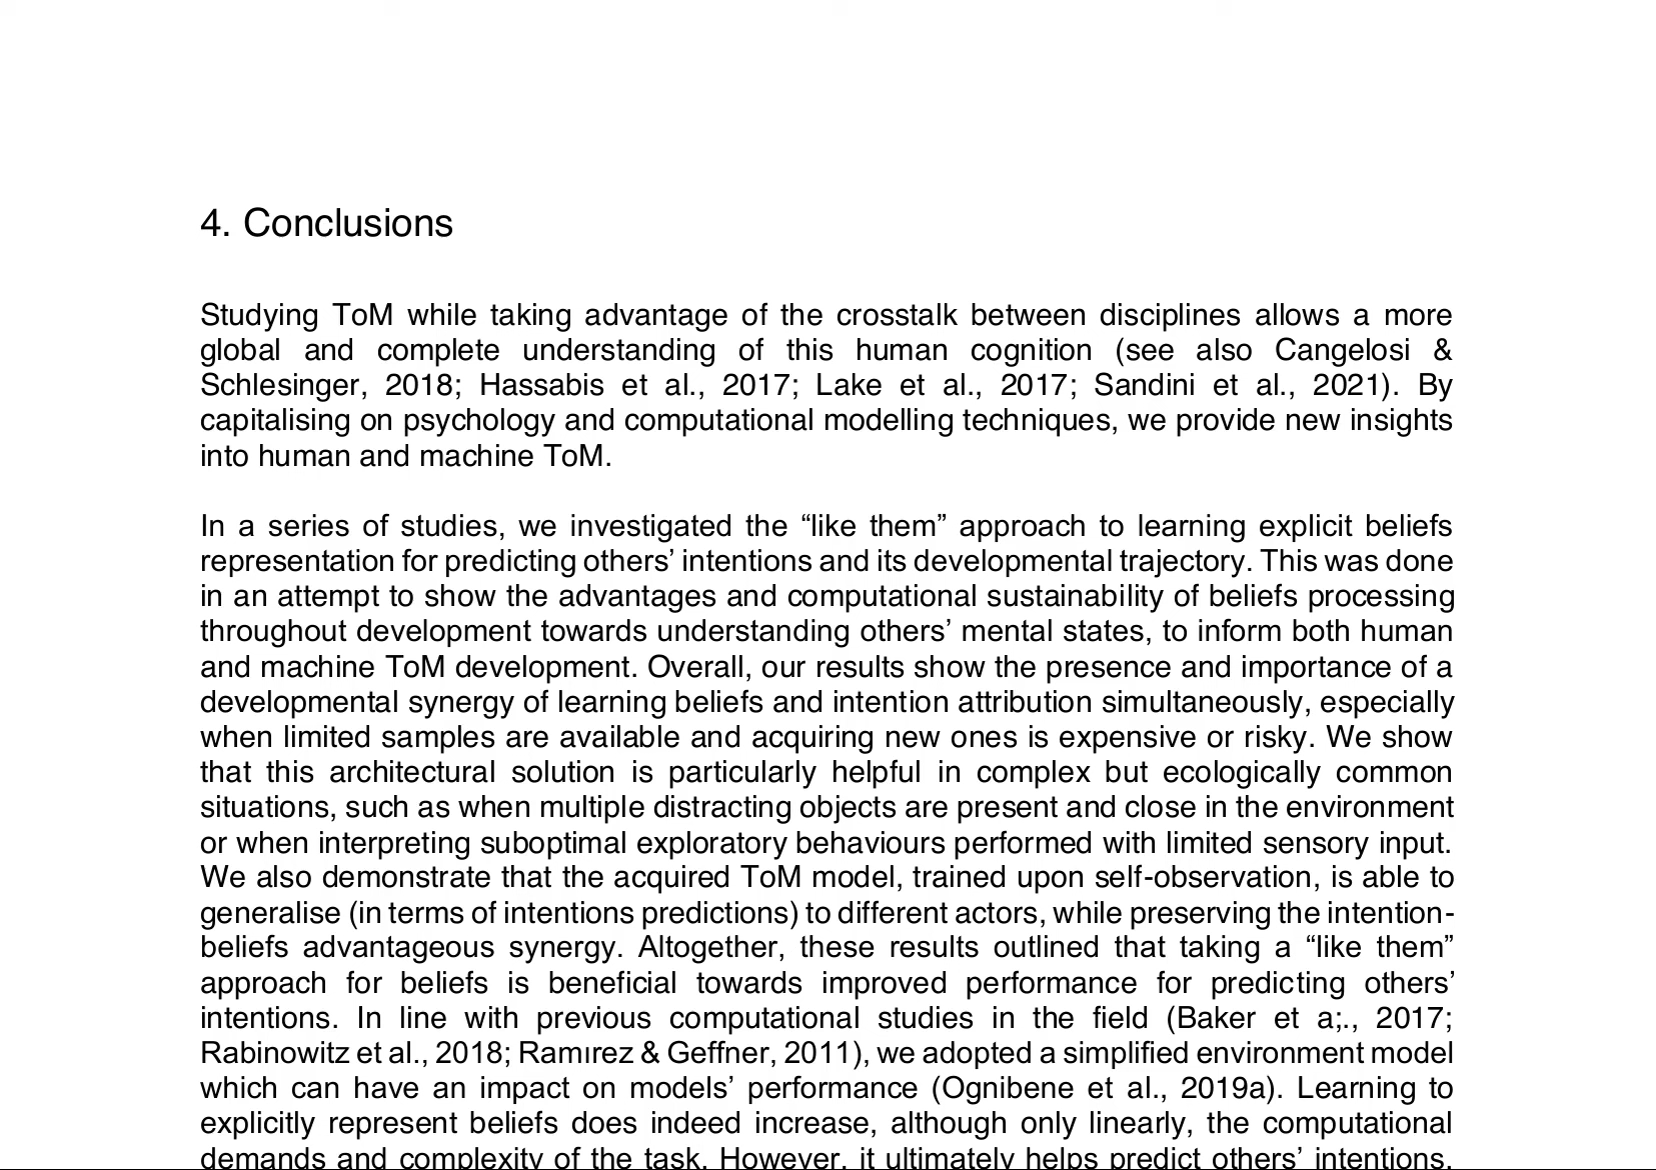 4. Conclusions
Studying ToM while taking advantage of the crosstalk between disciplines allows a more
global and complete understanding of this human cognition (see also Cangelosi &
Schlesinger, 2018; Hassabis et al., 2017; Lake et al., 2017; Sandini et al., 2021). By
capitalising on psychology and computational modelling techniques, we provide new insights
into human and machine ToM.
In a series of studies, we investigated the “like them” approach to learning explicit beliefs
representation for predicting others’ intentions and its developmental trajectory. This was done
in an attempt to show the advantages and computational sustainability of beliefs processing
throughout development towards understanding others’ mental states, to inform both human
and machine ToM development. Overall, our results show the presence and importance of a
developmental synergy of learning beliefs and intention attribution simultaneously, especially
when limited samples are available and acquiring new ones is expensive or risky. We show
that this architectural solution is particularly helpful in complex but ecologically common
situations, such as when multiple distracting objects are present and close in the environment
or when interpreting suboptimal exploratory behaviours performed with limited sensory input.
We also demonstrate that the acquired ToM model, trained upon self-observation, is able to
generalise (in terms of intentions predictions) to different actors, while preserving the intention-
beliefs advantageous synergy. Altogether, these results outlined that taking a “like them”
approach for beliefs is beneficial towards improved performance for predicting others’
intentions. In line with previous computational studies in the field (Baker et a;., 2017;
Rabinowitz et al., 2018; Ramırez & Geffner, 2011), we adopted a simplified environment model
which can have an impact on models’ performance (Ognibene et al., 2019a). Learning to
explicitly represent beliefs does indeed increase, although only linearly, the computational
demands and complexity of the task. However, it ultimately helps predict others’ intentions,